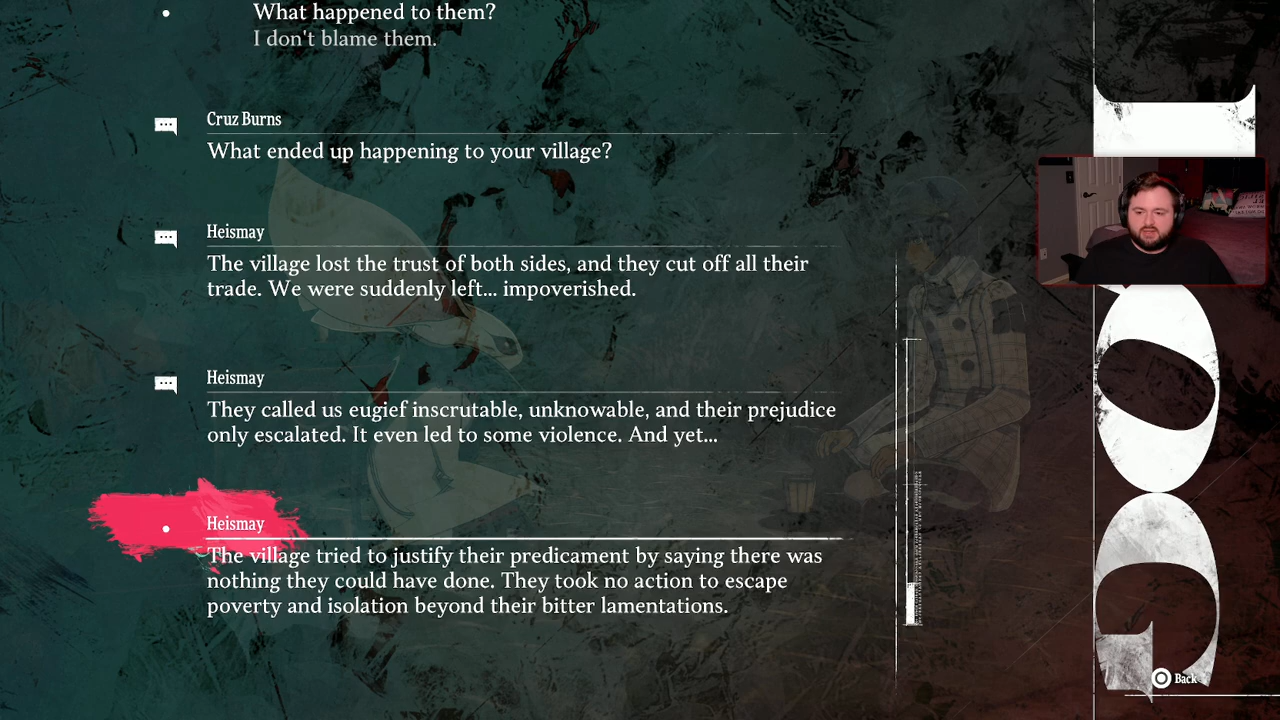 What happened to them?
I don't blame them.
Cruz Burns
What ended up happening to your village?
Heismay
The village lost the trust of both sides, and they cut off all their
trade. We were suddenly left... impoverished.
Heismay
They called us eugief inscrutable, unknowable, and their prejudice
only escalated. It even led to some violence. And yet...
Heismay
The village tried to justify their predicament by saying there was
nothing they could have done. They took no action to escape
poverty and isolation beyond their bitter lamentations.
LOG
Back